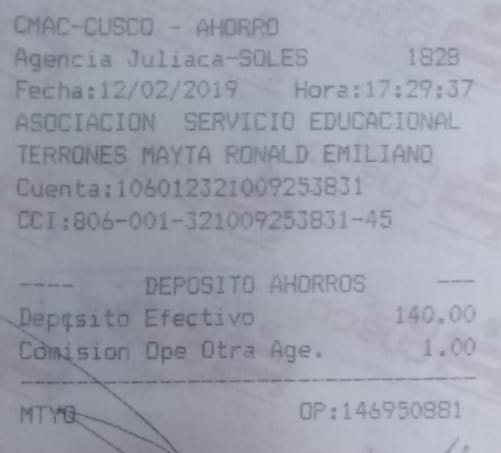 CMAC-CUSCO - AHORRO
Agencia Juliaca-SOLES 1828
Fecha:12/02/2019 Hora:17:29:37
ASOCIACION SERVICIO EDUCACIONAL
TERRONES MAYTA RONALD EMILIANO
Cuenta:106012321009253831
CCI:806-001-321009253831-45
---- DEPOSITO AHORROS ---
Depósito Efectivo 140.00
Comision Ope Otra Age. 1.00
OP:146950881